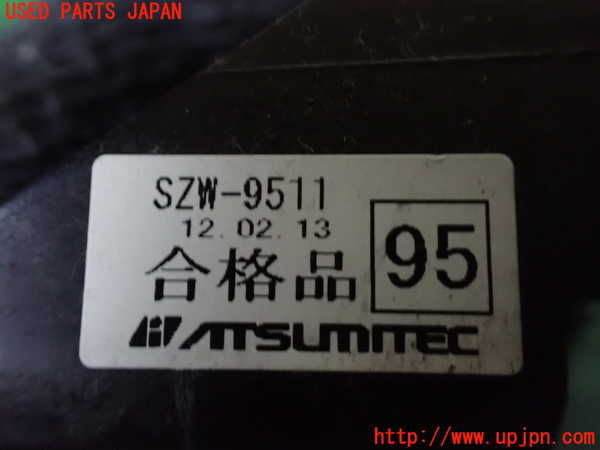 USED PARTS JAPAN
SZW-9511
12.02.13
合格品
95
ATSUMITEC
http://www.upjpn.com/